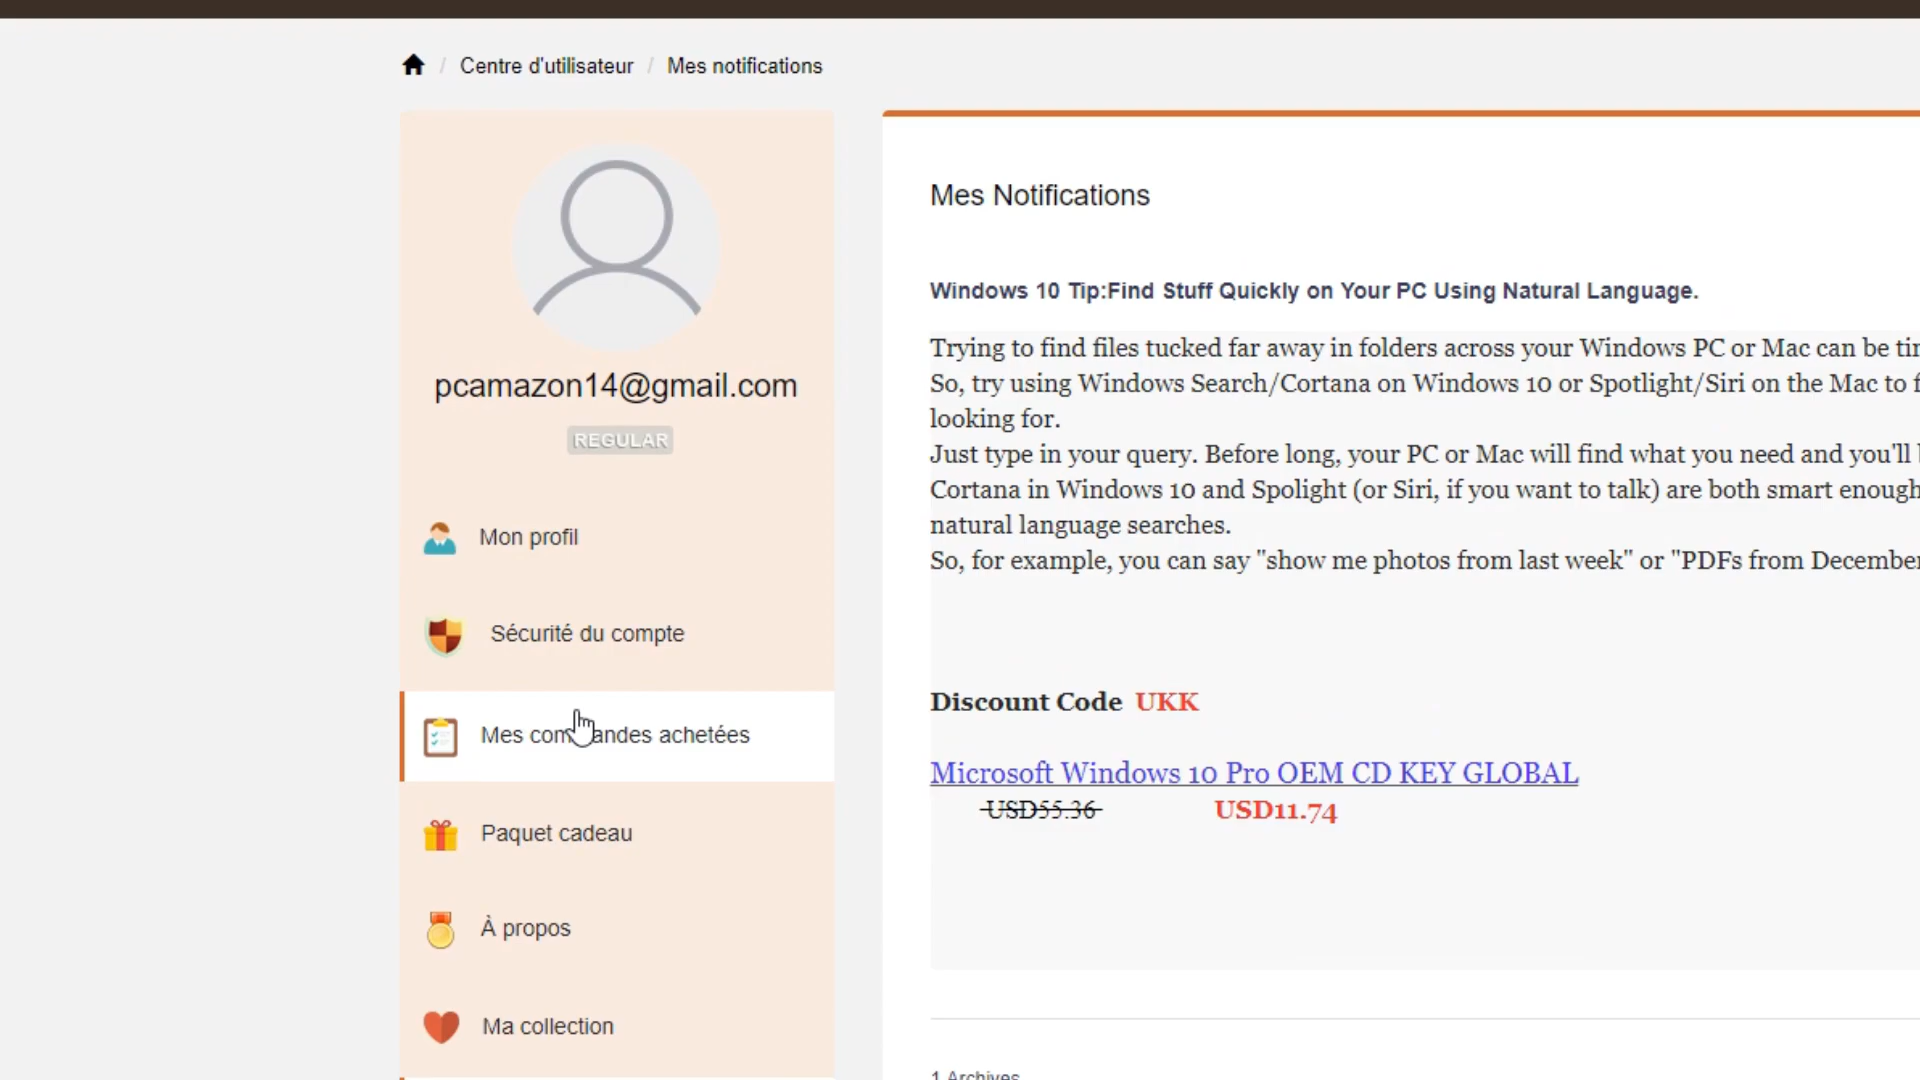 / Centre d'utilisateur / Mes notifications
pcamazon14@gmail.com
REGULAR
Mon profil
Sécurité du compte
Mes commandes achetées
Paquet cadeau
À propos
Ma collection
Mes Notifications
Windows 10 Tip:Find Stuff Quickly on Your PC Using Natural Language.
Trying to find files tucked far away in folders across your Windows PC or Mac can be
So, try using Windows Search/Cortana on Windows 10 or Spotlight/Siri on the Mac to
looking for.
Just type in your query. Before long, your PC or Mac will find what you need and you'll
Cortana in Windows 10 and Spolight (or Siri, if you want to talk) are both smart enough
natural language searches.
So, for example, you can say "show me photos from last week" or "PDFs from December
Discount Code UKK
Microsoft Windows 10 Pro OEM CD KEY GLOBAL
USD55.36 USD11.74
1 Archives